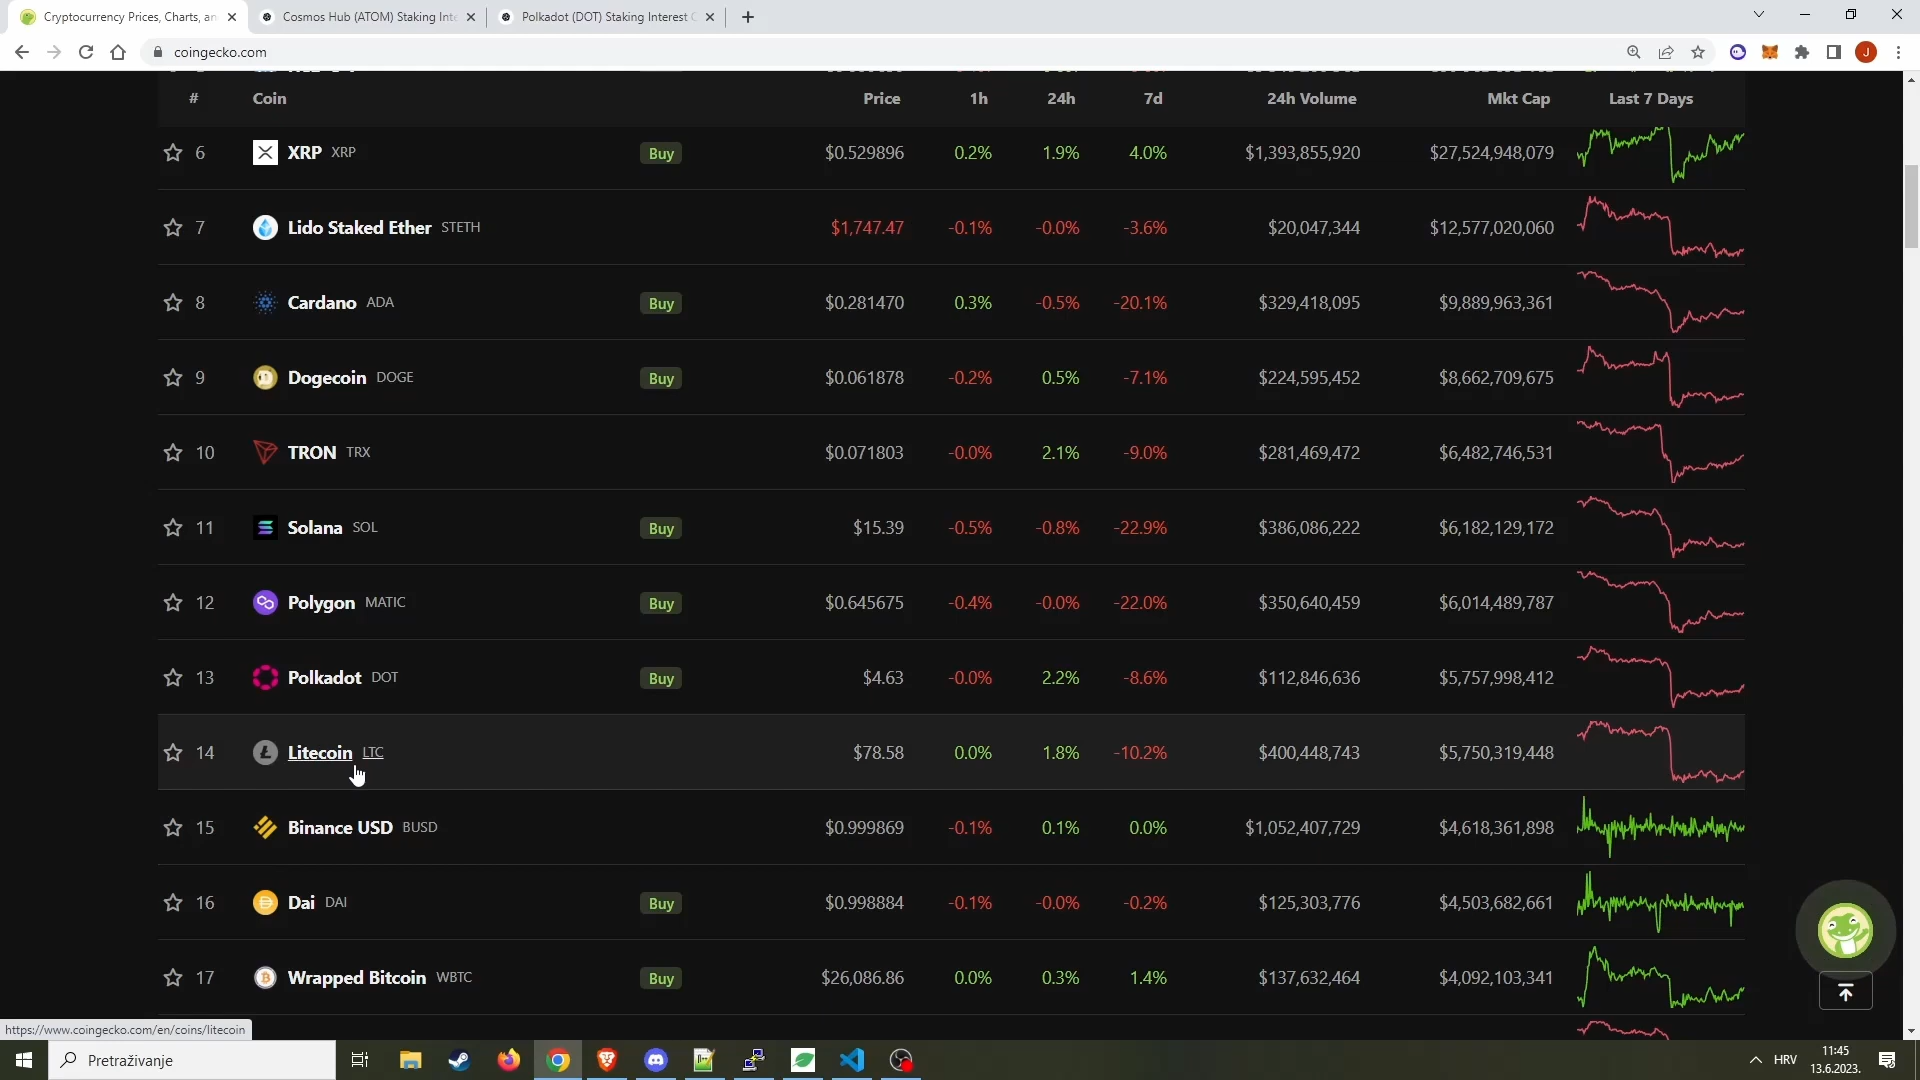 Cryptocurrency Prices, Charts, an
Cosmos Hub (ATOM) Staking Inte
Polkadot (DOT) Staking Interest C
coingecko.com
J
# Coin Price 1h 24h 7d 24h Volume Mkt Cap Last 7 Days
6 XRP XRP Buy $0.529896 0.2% 1.9% 4.0% $1,393,855,920 $27,524,948,079
7 Lido Staked Ether STETH $1,747.47 -0.1% -0.0% -3.6% $20,047,344 $12,577,020,060
8 Cardano ADA Buy $0.281470 0.3% -0.5% -20.1% $329,418,095 $9,889,963,361
9 Dogecoin DOGE Buy $0.061878 -0.2% 0.5% -7.1% $224,595,452 $8,662,709,675
10 TRON TRX $0.071803 -0.0% 2.1% -9.0% $281,469,472 $6,482,746,531
11 Solana SOL Buy $15.39 -0.5% -0.8% -22.9% $386,086,222 $6,182,129,172
12 Polygon MATIC Buy $0.645675 -0.4% -0.0% -22.0% $350,640,459 $6,014,489,787
13 Polkadot DOT Buy $4.63 -0.0% 2.2% -8.6% $112,846,636 $5,757,998,412
14 Litecoin LTC $78.58 0.0% 1.8% -10.2% $400,448,743 $5,750,319,448
15 Binance USD BUSD $0.999869 -0.1% 0.1% 0.0% $1,052,407,729 $4,618,361,898
16 Dai DAI Buy $0.998884 -0.1% -0.0% -0.2% $125,303,776 $4,503,682,661
17 Wrapped Bitcoin WBTC Buy $26,086.86 0.0% 0.3% 1.4% $137,632,464 $4,092,103,341
https://www.coingecko.com/en/coins/litecoin
Pretraživanje
HRV
11:45
13.6.2023.